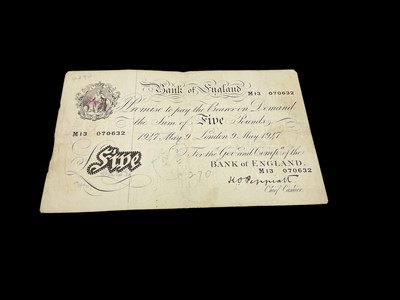 Bank of England
M13 070632
Promise to pay the Bearer on Demand
the Sum of Five Pounds
M13 070632
1947 May 9 London 9 May 1947
For the Govr. and Compa. of the
BANK OF ENGLAND.
Five
M13 070632
K O Peppiatt
Chief Cashier.